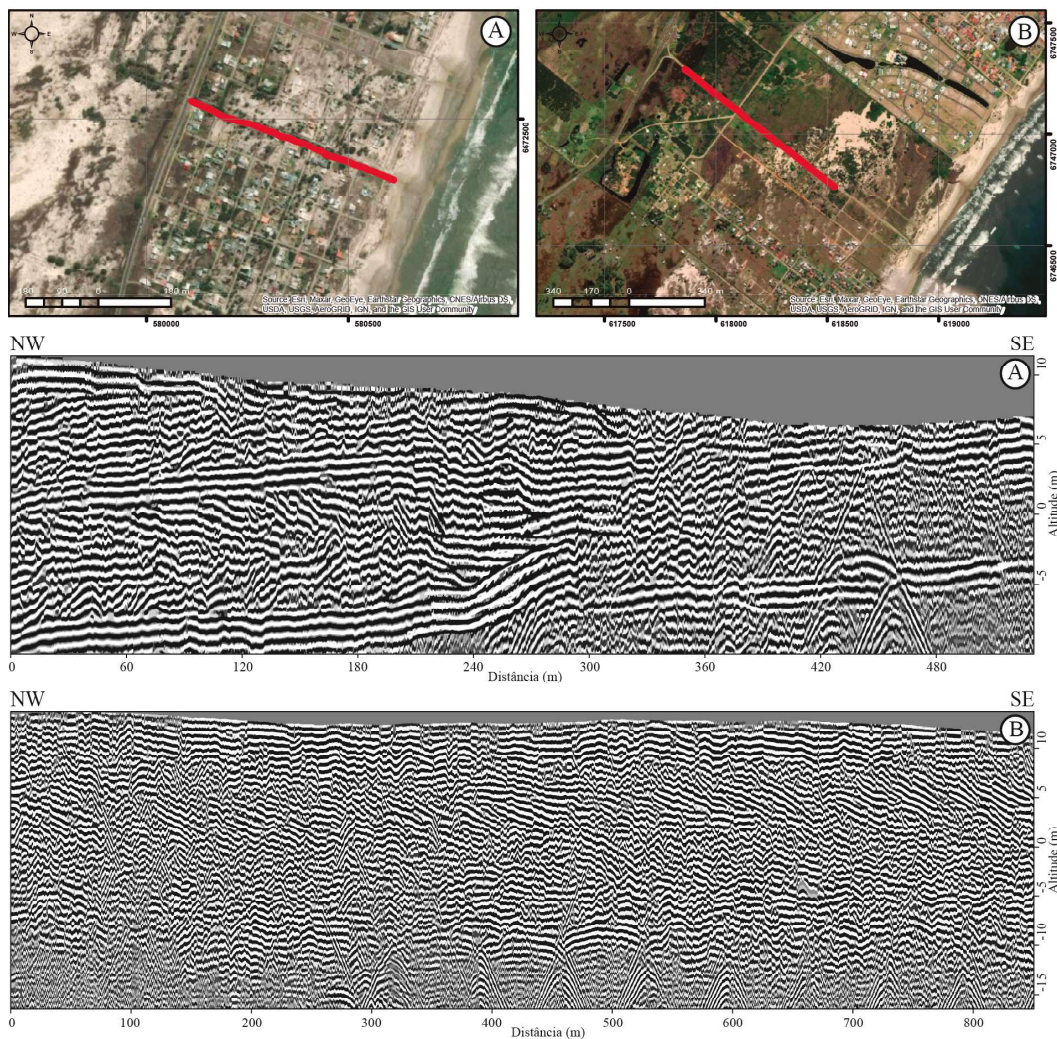 N
W E
S
A
6472500
90 0 180 m
Source: Esri, Maxar, GeoEye, Earthstar Geographics, CNES/Airbus DS,
USDA, USGS, AeroGRID, IGN, and the GIS User Community
580000 580500
B
6747500
6747000
6746500
340 170 0 340 m
Source: Esri, Maxar, GeoEye, Earthstar Geographics, CNES/Airbus DS,
USDA, USGS, AeroGRID, IGN, and the GIS User Community
617500 618000 618500 619000
NW SE
A
10
5
0
-5
Altitude (m)
0 60 120 180 240 300 360 420 480
Distância (m)
NW SE
B
10
5
0
-5
-10
-15
Altitude (m)
0 100 200 300 400 500 600 700 800
Distância (m)